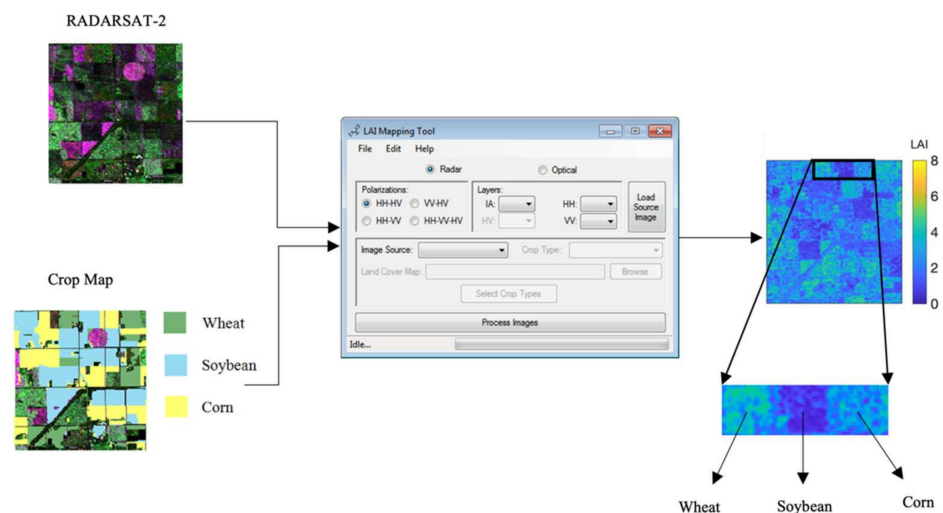 RADARSAT-2
Crop Map
Wheat
Soybean
Corn
LAI Mapping Tool
File Edit Help
Radar Optical
Polarizations:
HH-HV VV-HV
HH-VV HH-VV-HV
Layers:
IA: HH:
HV: VV:
Load
Source
Image
Image Source: Crop Type:
Land Cover Map: Browse
Select Crop Types
Process Images
Idle...
LAI
8
6
4
2
0
Wheat Soybean Corn